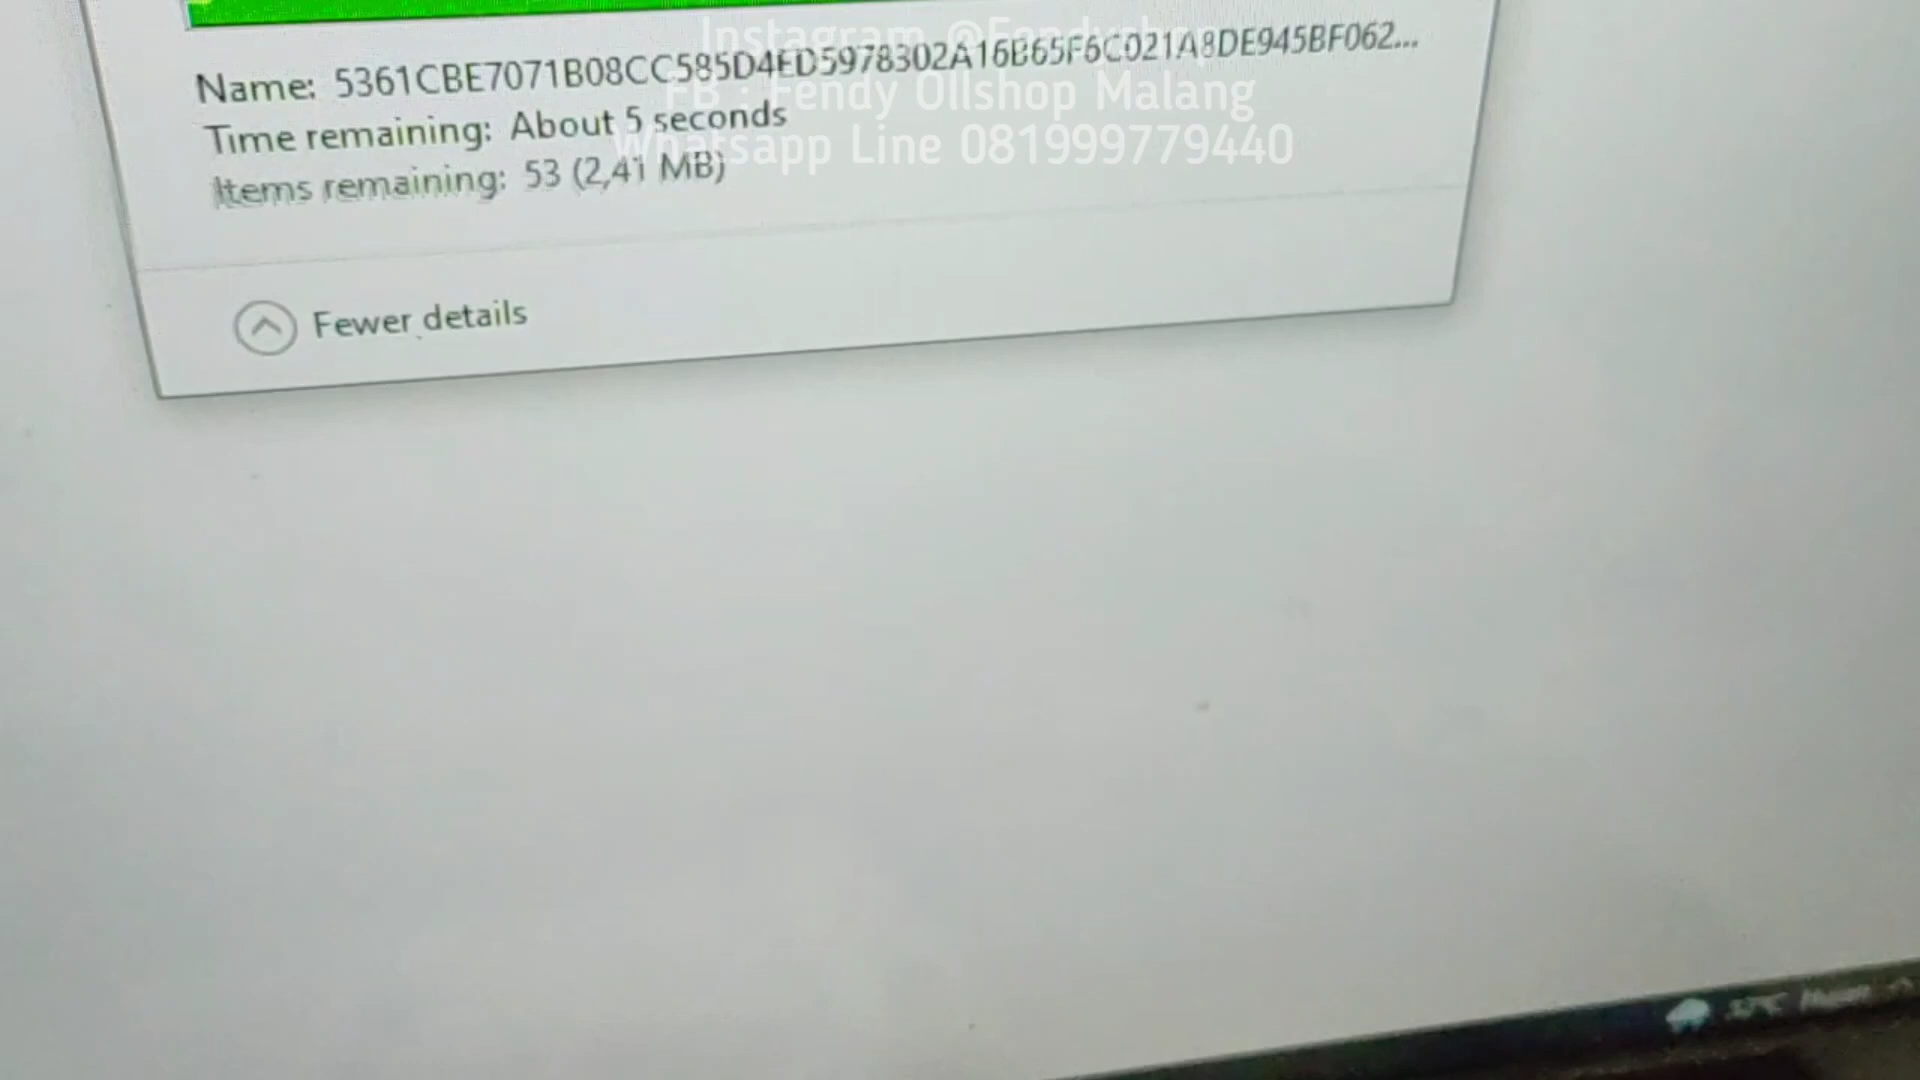 Instagram @Fendyshng
Name: 5361CBE7071B08CC585D4ED5978302A16B65F6C021A8DE945BF062...
FB : Fendy Ollshop Malang
Time remaining: About 5 seconds
Whatsapp Line 081999779440
Items remaining: 53 (2,41 MB)
Fewer details